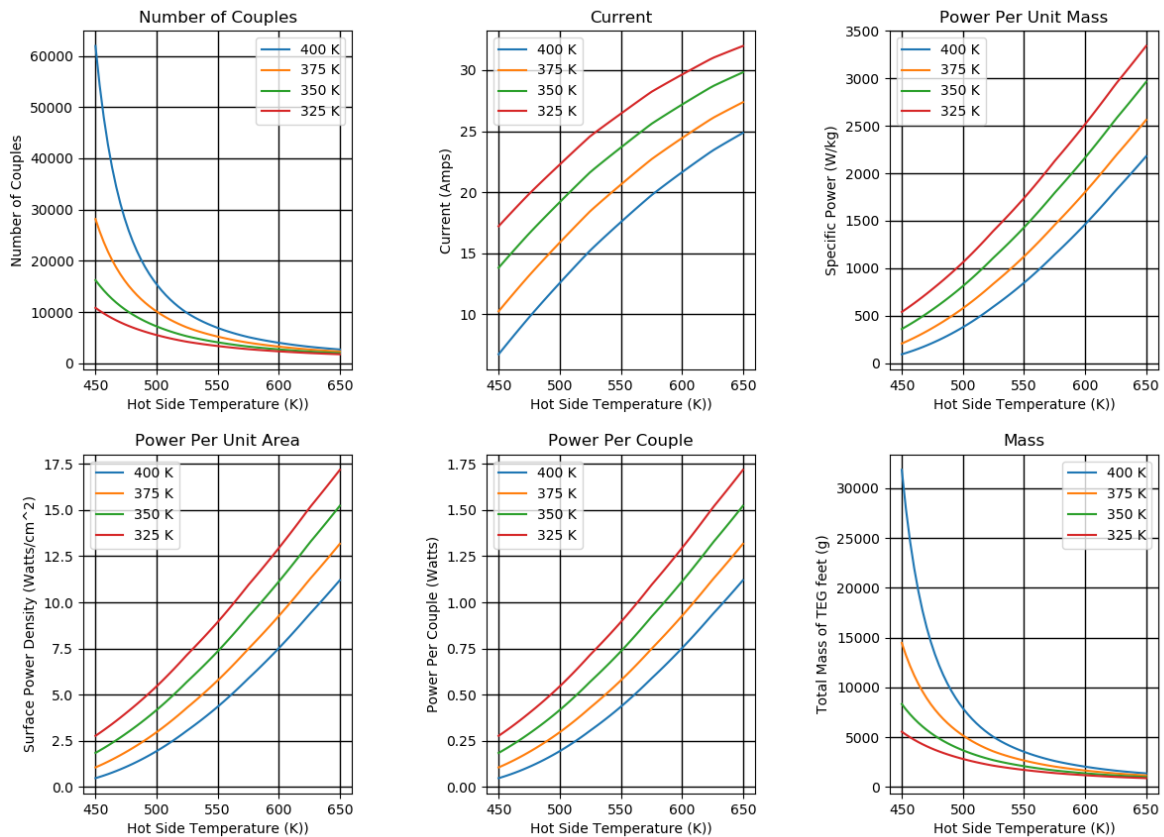 Number of Couples
60000
50000
40000
30000
20000
10000
0
Number of Couples
400 K
375 K
350 K
325 K
450 500 550 600 650
Hot Side Temperature (K))
Current
30
25
20
15
10
Current (Amps)
400 K
375 K
350 K
325 K
450 500 550 600 650
Hot Side Temperature (K))
Power Per Unit Mass
3500
3000
2500
2000
1500
1000
500
0
Specific Power (W/kg)
400 K
375 K
350 K
325 K
450 500 550 600 650
Hot Side Temperature (K))
Power Per Unit Area
17.5
15.0
12.5
10.0
7.5
5.0
2.5
0.0
Surface Power Density (Watts/cm^2)
400 K
375 K
350 K
325 K
450 500 550 600 650
Hot Side Temperature (K))
Power Per Couple
1.75
1.50
1.25
1.00
0.75
0.50
0.25
0.00
Power Per Couple (Watts)
400 K
375 K
350 K
325 K
450 500 550 600 650
Hot Side Temperature (K))
Mass
30000
25000
20000
15000
10000
5000
0
Total Mass of TEG feet (g)
400 K
375 K
350 K
325 K
450 500 550 600 650
Hot Side Temperature (K))